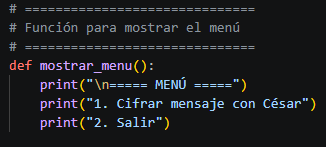 # ==============================
# Función para mostrar el menú
# ==============================
def mostrar_menu():
    print("\n===== MENÚ =====")
    print("1. Cifrar mensaje con César")
    print("2. Salir")